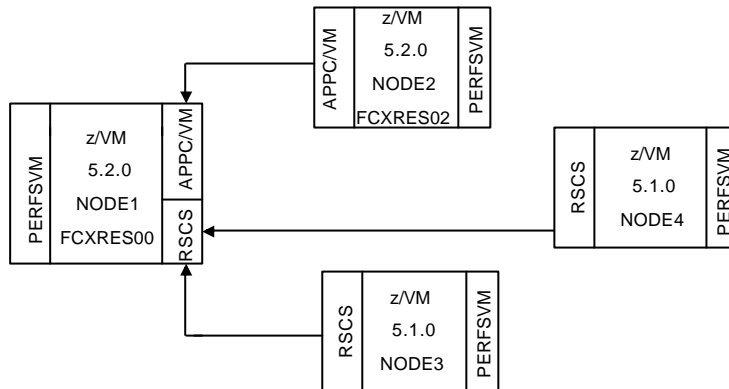 APPC/VM
z/VM
5.2.0
NODE2
FCXRES02
PERFSVM
PERFSVM
z/VM
5.2.0
NODE1
FCXRES00
APPC/VM
RSCS
RSCS
z/VM
5.1.0
NODE4
PERFSVM
RSCS
z/VM
5.1.0
NODE3
PERFSVM